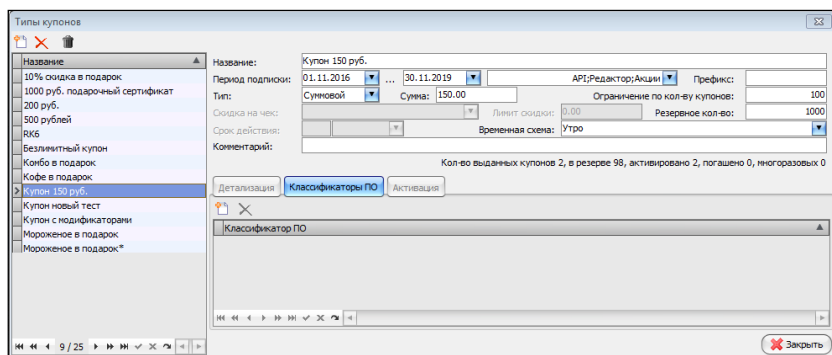 Типы купонов
Название
10% скидка в подарок
1000 руб. подарочный сертификат
200 руб.
500 рублей
RK6
Безлимитный купон
Комбо в подарок
Кофе в подарок
Купон 150 руб.
Купон новый тест
Купон с модификаторами
Мороженое в подарок
Мороженое в подарок*
9 / 25
Название: Купон 150 руб.
Период подписки: 01.11.2016 ... 30.11.2019 API;Редактор;Акции Префикс:
Тип: Суммовой Сумма: 150.00 Ограничение по кол-ву купонов: 100
Скидка на чек: Лимит скидки: 0.00 Резервное кол-во: 1000
Срок действия: Временная схема: Утро
Комментарий:
Кол-во выданных купонов 2, в резерве 98, активировано 2, погашено 0, многоразовых 0
Детализация Классификаторы ПО Активация
Классификатор ПО
Закрыть